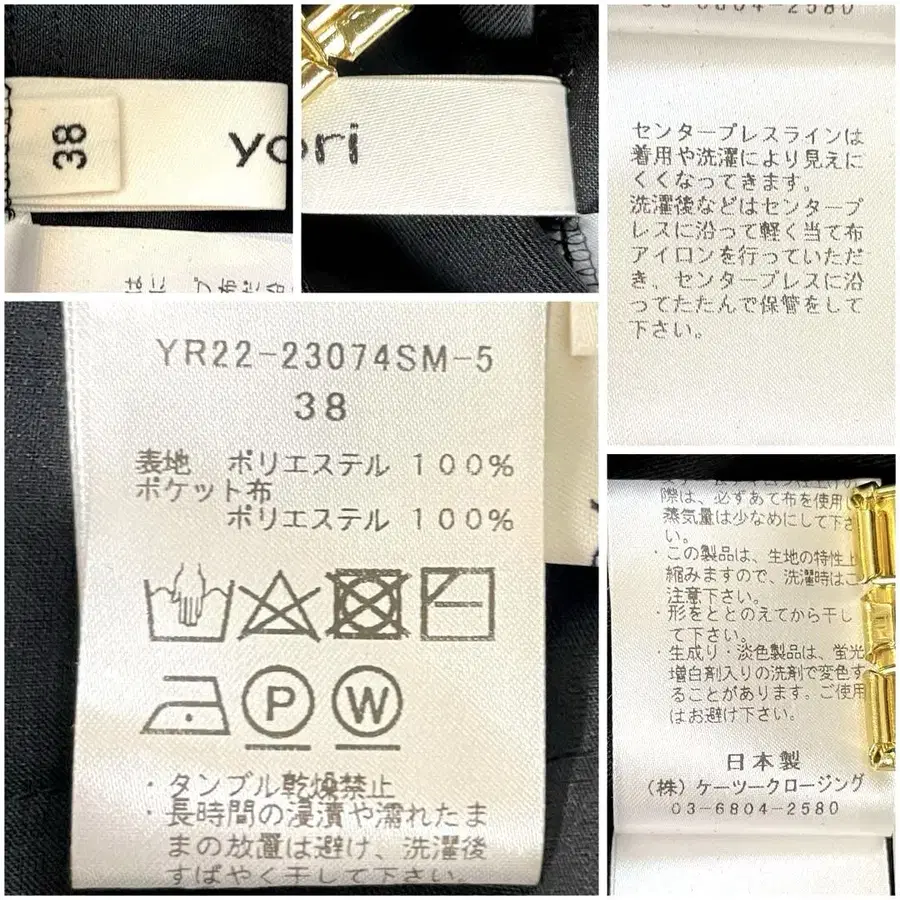 38
yori
03-6804-2580
センタープレスラインは
着用や洗濯により見えに
くくなってきます。
洗濯後などはセンタープ
レスに沿って軽く当て布
アイロンを行っていただ
き、センタープレスに沿
ってたたんで保管をして
下さい。
YR22-23074SM-5
38
表地 ポリエステル 100%
ポケット布
ポリエステル 100%
P W
・タンブル乾燥禁止
・長時間の浸漬や濡れたま
まの放置は避け、洗濯後
すばやく干して下さい。
際は、必ずあて布を使用し
蒸気量は少なめにして下さ
い。
・この製品は、生地の特性上
縮みますので、洗濯時はご
注意下さい。
・形をととのえてから干し
て下さい。
・生成り・淡色製品は、蛍光
増白剤入りの洗剤で変色す
ることがあります。ご使用
はお避け下さい。
日本製
(株)ケーツークロージング
03-6804-2580